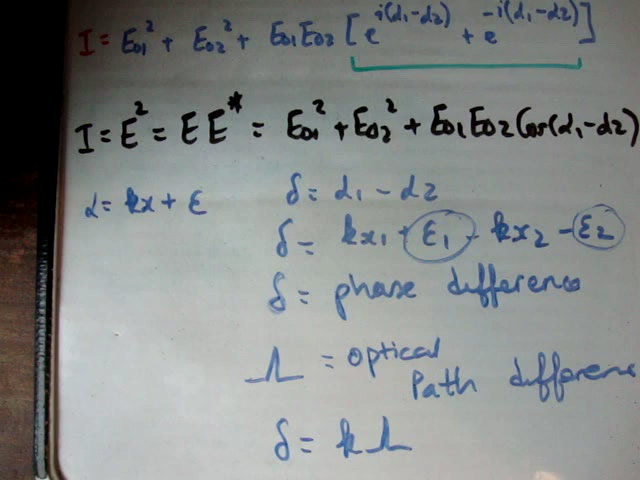 I = E01² + E02² + E01E02 [e^i(α1-α2) + e^-i(α1-α2)]
I = E² = EE* = E01² + E02² + E01E02 Cos(α1-α2)
α = kx + ε
δ = α1 - α2
δ = kx1 + ε1 - kx2 - ε2
δ = phase difference
Λ = optical
Path difference
δ = kΛ